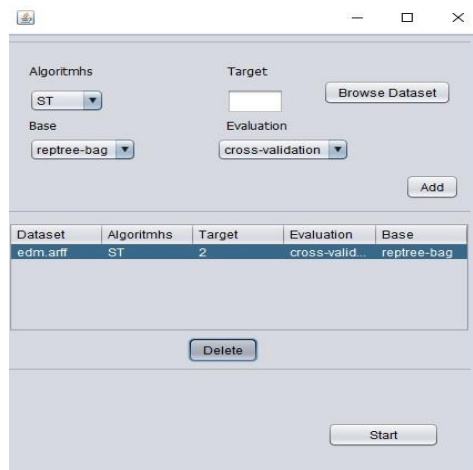 Algoritmhs Target
ST Browse Dataset
Base Evaluation
reptree-bag cross-validation
Add
Dataset Algoritmhs Target Evaluation Base
edm.arff ST 2 cross-valid... reptree-bag
Delete
Start